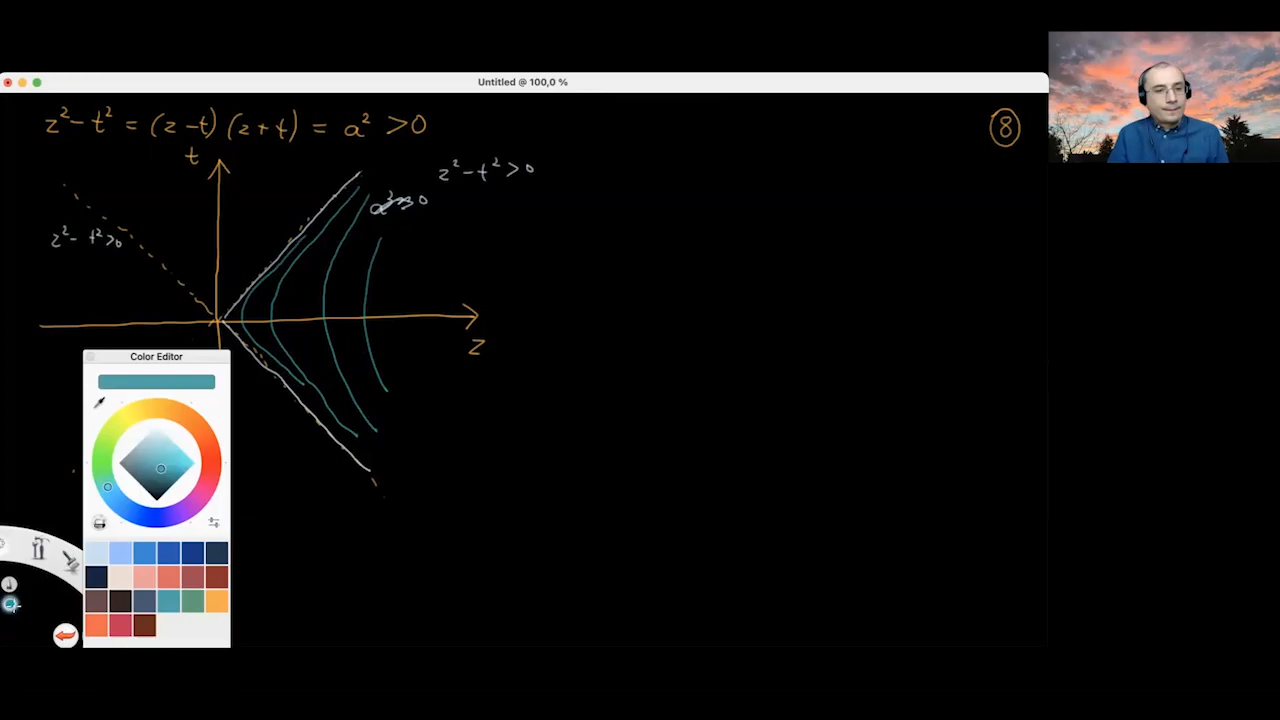 Untitled @ 100,0 %
z² - t² = (z - t) (z + t) = a² > 0
8
t
z² - t² > 0
z² - t² > 0
z
Color Editor